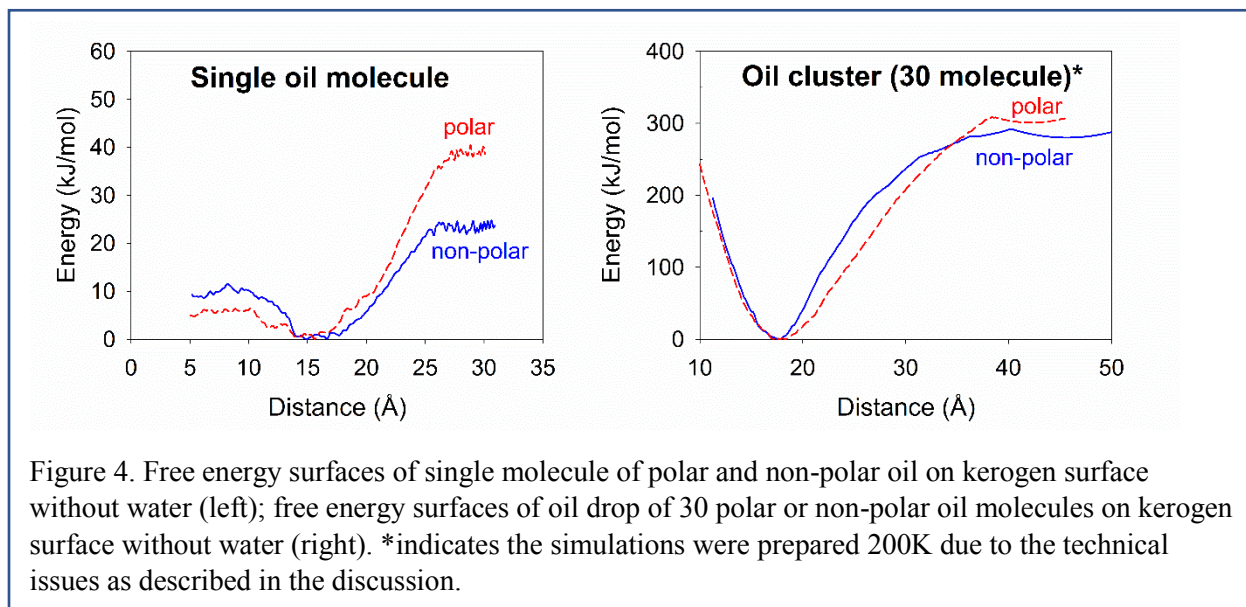 Single oil molecule
polar
non-polar
Energy (kJ/mol)
60
50
40
30
20
10
0
0 5 10 15 20 25 30 35
Distance (Å)
Oil cluster (30 molecule)*
polar
non-polar
Energy (kJ/mol)
400
300
200
100
0
10 20 30 40 50
Distance (Å)
Figure 4. Free energy surfaces of single molecule of polar and non-polar oil on kerogen surface
without water (left); free energy surfaces of oil drop of 30 polar or non-polar oil molecules on kerogen
surface without water (right). *indicates the simulations were prepared 200K due to the technical
issues as described in the discussion.